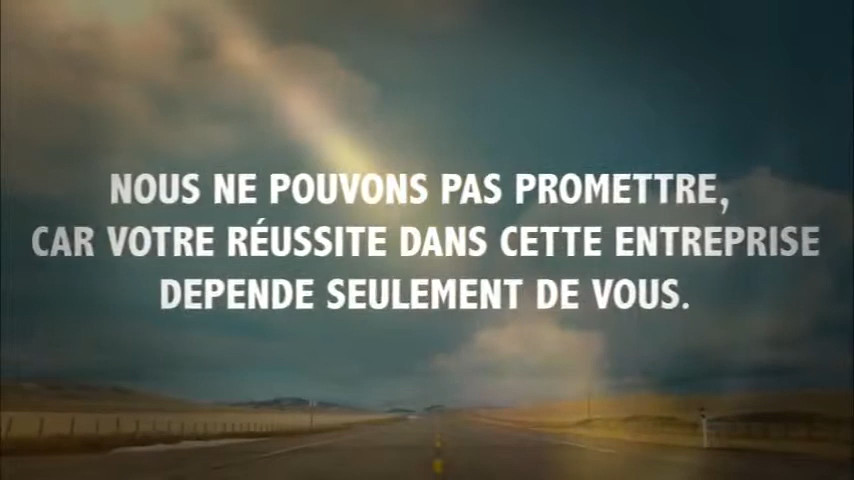 NOUS NE POUVONS PAS PROMETTRE,
CAR VOTRE RÉUSSITE DANS CETTE ENTREPRISE
DEPENDE SEULEMENT DE VOUS.